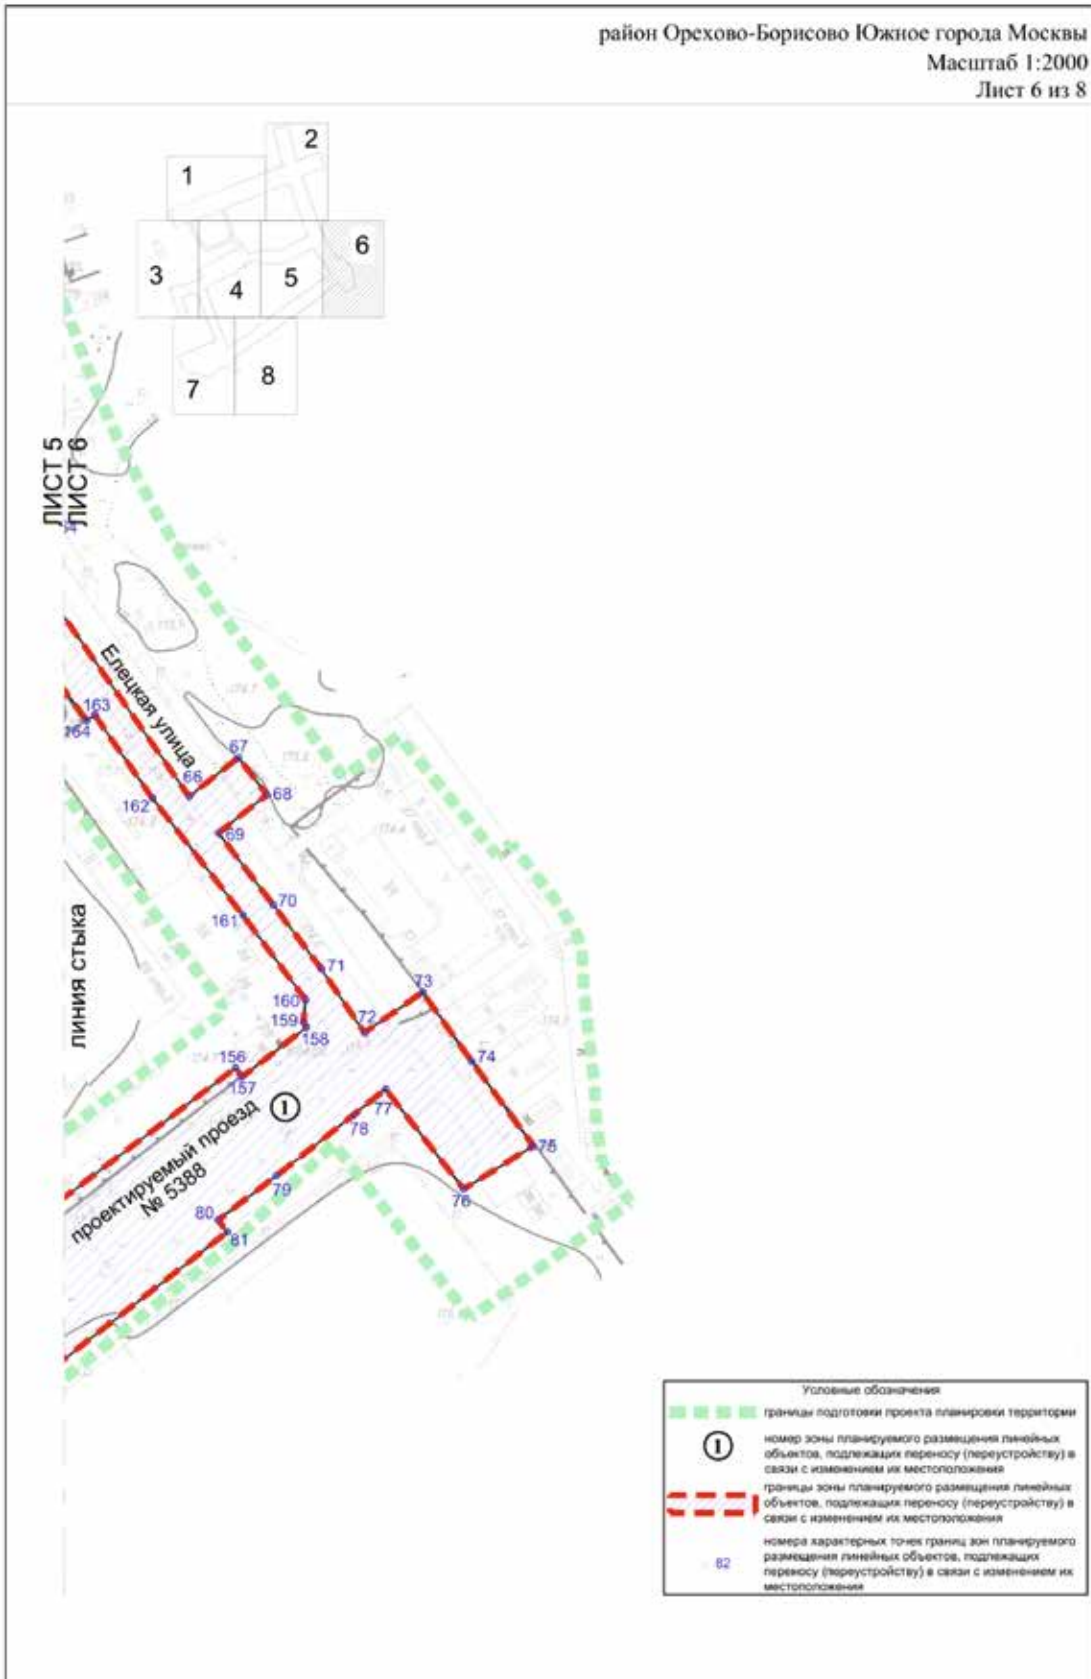 район Орехово-Борисово Южное города Москвы
Масштаб 1:2000
Лист 6 из 8
2
1
6
3
4
5
7
8
ЛИСТ 5
ЛИСТ 6
Елецкая улица
163
164
67
66
68
162
69
70
161
71
73
160
72
159
158
74
156
157
линия стыка
1
77
78
75
проектируемый проезд
№ 5388
79
76
80
81
Условные обозначения
границы подготовки проекта планировки территории
1
номер зоны планируемого размещения линейных
объектов, подлежащих переносу (переустройству) в
связи с изменением их местоположения
границы зоны планируемого размещения линейных
объектов, подлежащих переносу (переустройству) в
связи с изменением их местоположения
82
номера характерных точек границ зон планируемого
размещения линейных объектов, подлежащих
переносу (переустройству) в связи с изменением их
местоположения